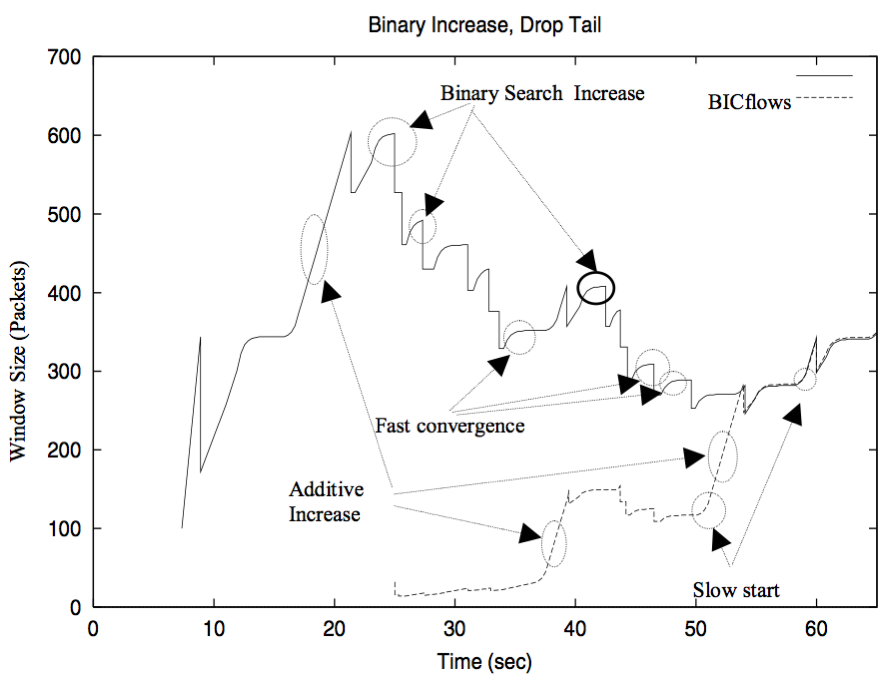 Binary Increase, Drop Tail
700
600
500
400
300
200
100
0
Window Size (Packets)
Binary Search Increase
BICflows
Fast convergence
Additive
Increase
Slow start
0 10 20 30 40 50 60
Time (sec)